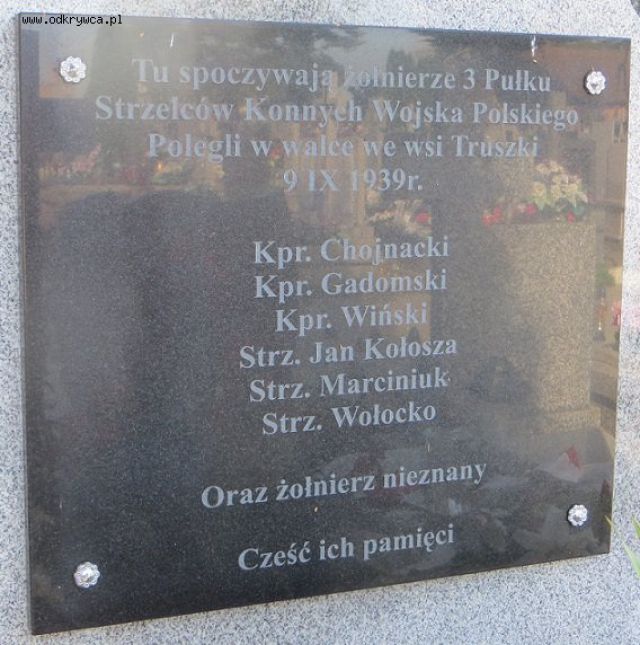 www.odkrywca.pl
Tu spoczywają żołnierze 3 Pułku
Strzelców Konnych Wojska Polskiego
Polegli w walce we wsi Truszki
9 IX 1939r.
Kpr. Chojnacki
Kpr. Gadomski
Kpr. Wiński
Strz. Jan Kołosza
Strz. Marciniuk
Strz. Wołocko
Oraz żołnierz nieznany
Cześć ich pamięci